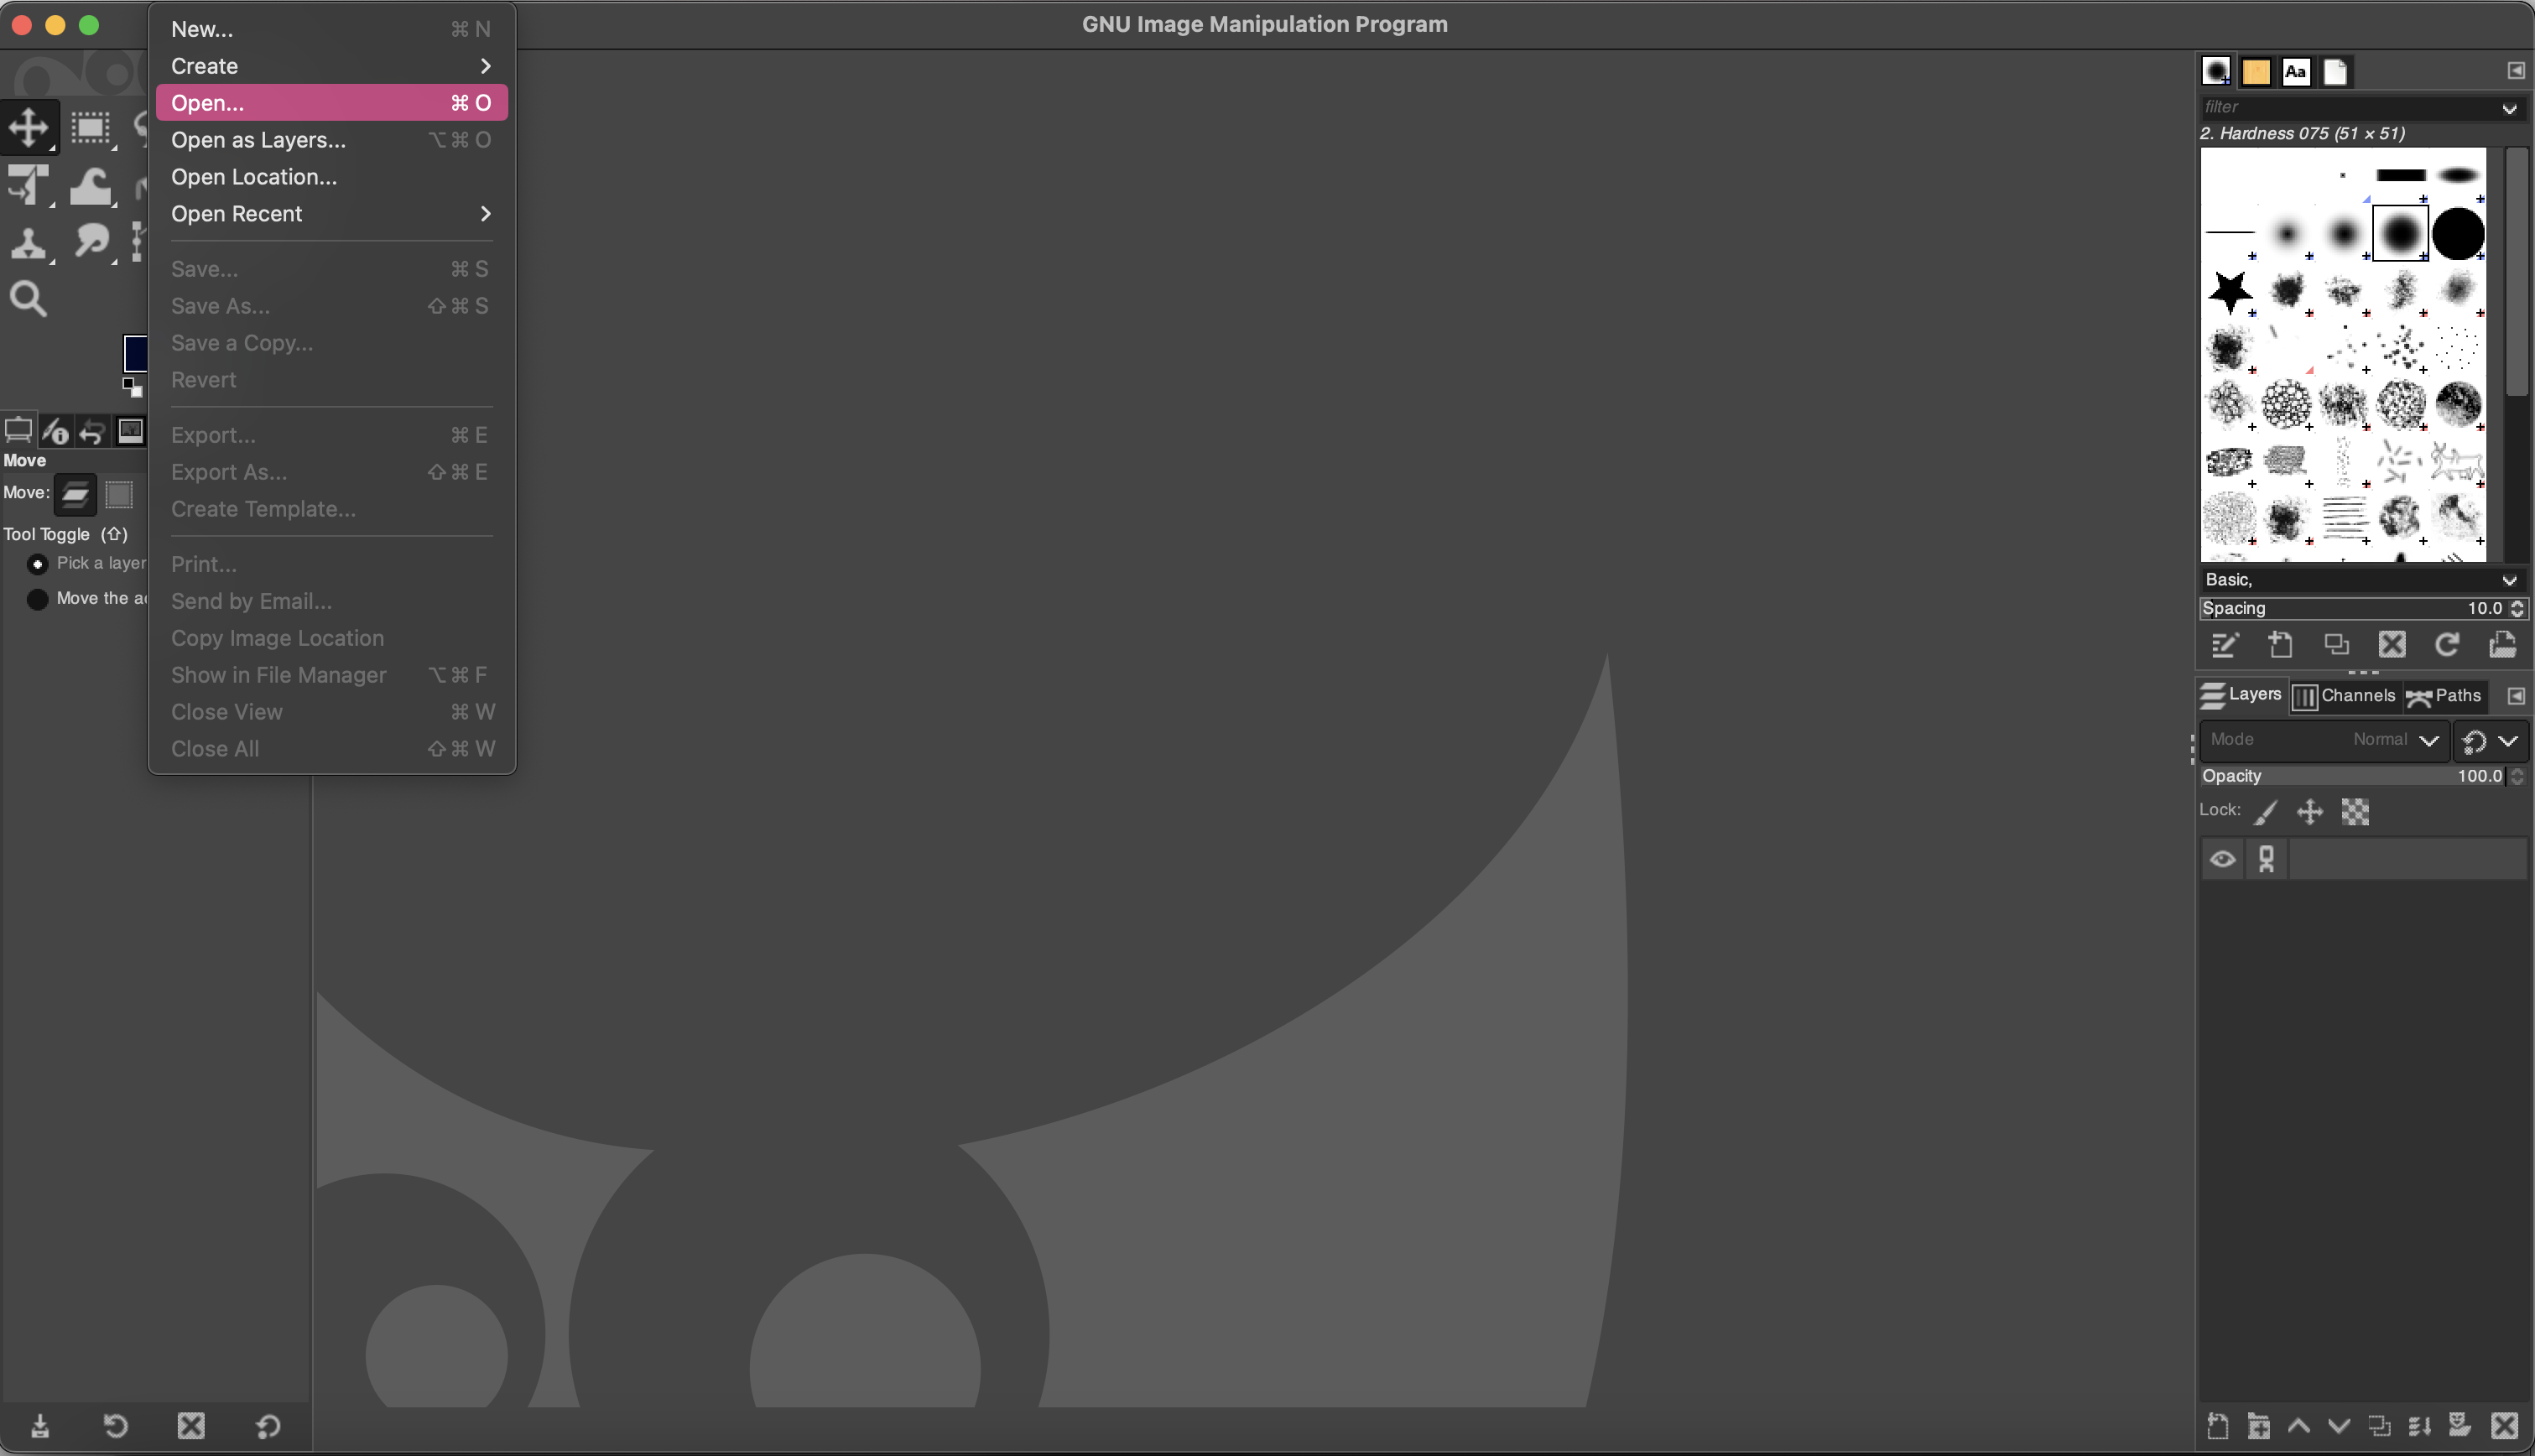 GNU Image Manipulation Program
New... ⌘ N
Create
Open... ⌘ O
Open as Layers... ⌥ ⌘ O
Open Location...
Open Recent
Save... ⌘ S
Save As... ⇧ ⌘ S
Save a Copy...
Revert
Export... ⌘ E
Export As... ⇧ ⌘ E
Create Template...
Print...
Send by Email...
Copy Image Location
Show in File Manager ⌥ ⌘ F
Close View ⌘ W
Close All ⇧ ⌘ W
Move
Move:
Tool Toggle (⇧)
Pick a layer
Move the
Aa
filter
2. Hardness 075 (51 × 51)
Basic,
Spacing 10.0
Layers Channels Paths
Mode Normal
Opacity 100.0
Lock: